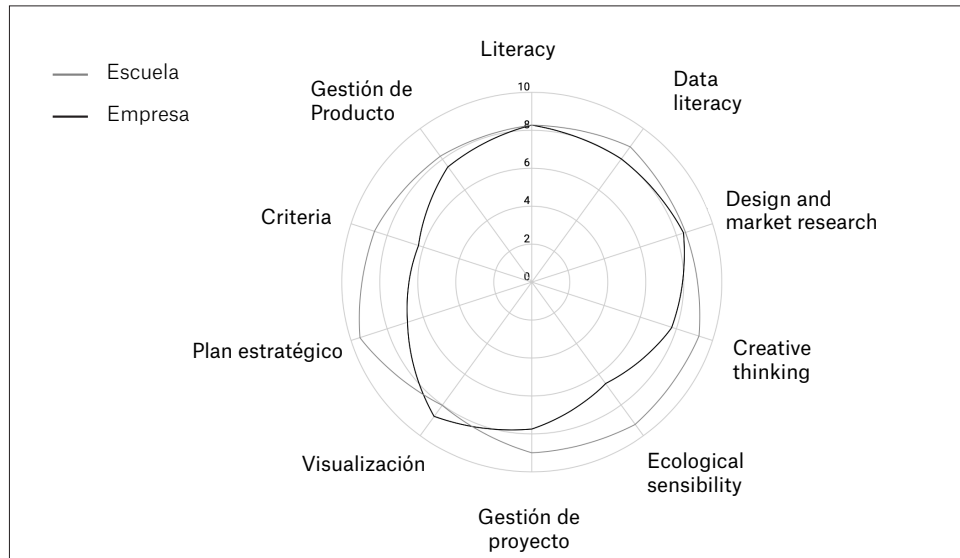 Escuela
Empresa
Literacy
Data
literacy
Design and
market research
Creative
thinking
Ecological
sensibility
Gestión de
proyecto
Visualización
Plan estratégico
Criteria
Gestión de
Producto
10
8
6
4
2
0